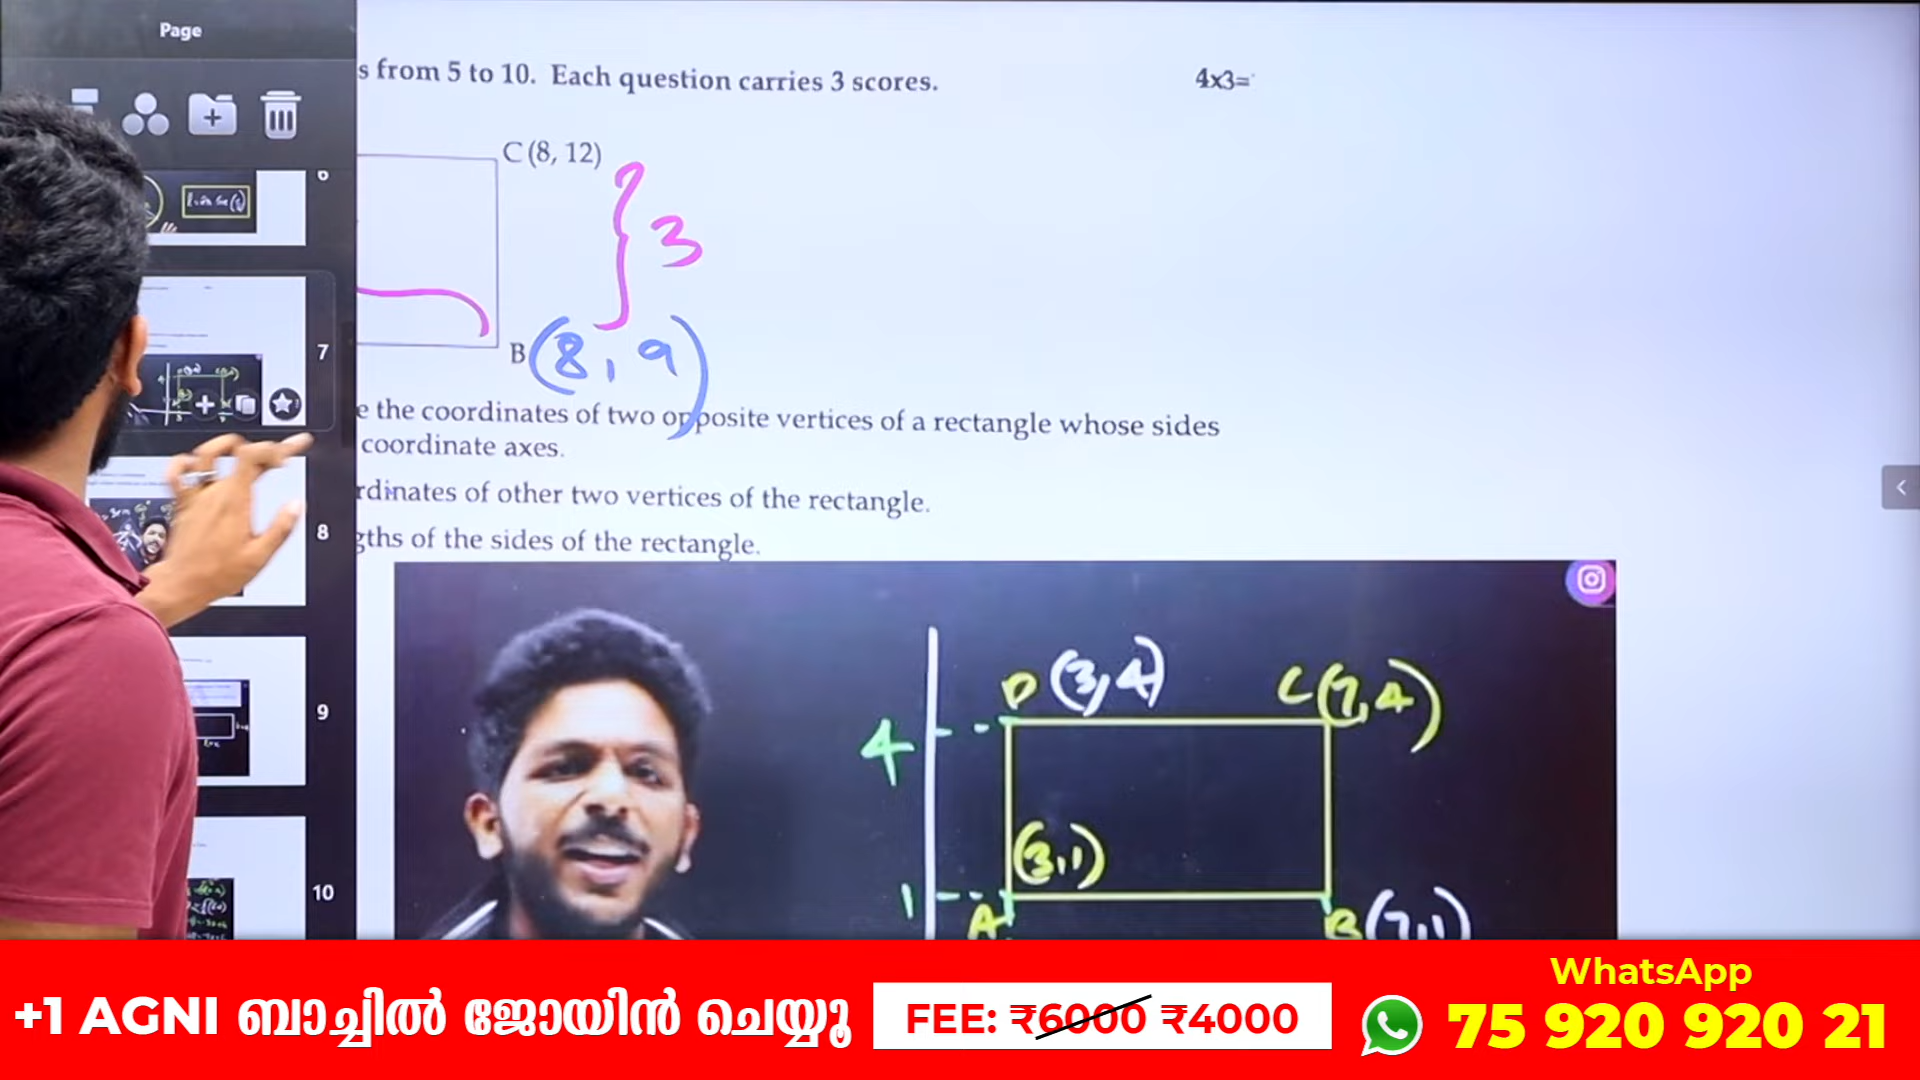 Page
s from 5 to 10. Each question carries 3 scores.
4x3=
C (8, 12)
3
B (8, 9)
e the coordinates of two opposite vertices of a rectangle whose sides
coordinate axes.
rdinates of other two vertices of the rectangle.
gths of the sides of the rectangle.
6
7
8
9
10
D (3,4)
C (7,4)
4
(3,1)
1
A
B (7,1)
+1 AGNI ബാച്ചിൽ ജോയിൻ ചെയ്യൂ
FEE: ₹6000 ₹4000
WhatsApp
75 920 920 21